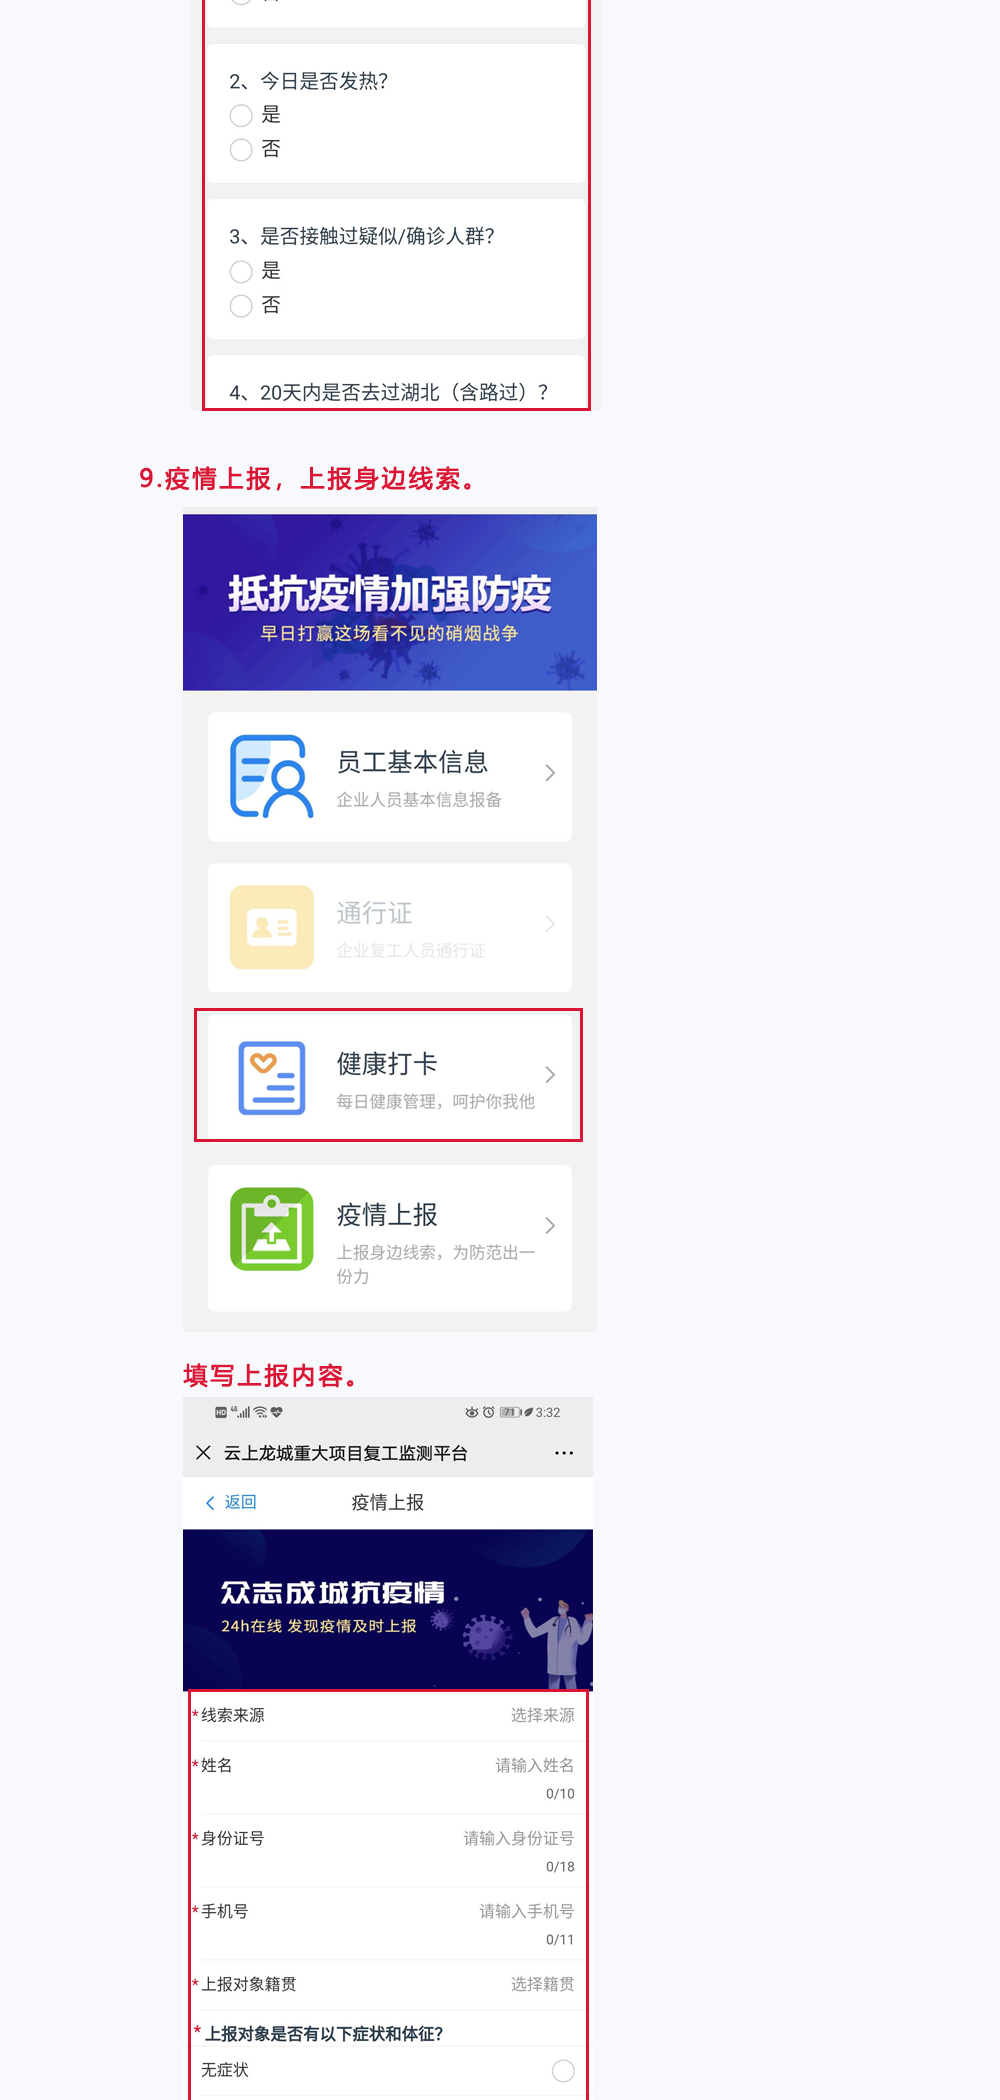 2、今日是否发热?
是
否
3、是否接触过疑似/确诊人群?
是
否
4、20天内是否去过湖北（含路过）?
9.疫情上报，上报身边线索。
抵抗疫情加强防疫
早日打赢这场看不见的硝烟战争
员工基本信息
企业人员基本信息报备
通行证
企业复工人员通行证
健康打卡
每日健康管理，呵护你我他
疫情上报
上报身边线索，为防范出一
份力
填写上报内容。
HD 4G 71 3:32
云上龙城重大项目复工监测平台
返回 疫情上报
众志成城抗疫情
24h在线 发现疫情及时上报
*线索来源 选择来源
*姓名 请输入姓名
0/10
*身份证号 请输入身份证号
0/18
*手机号 请输入手机号
0/11
*上报对象籍贯 选择籍贯
* 上报对象是否有以下症状和体征?
无症状